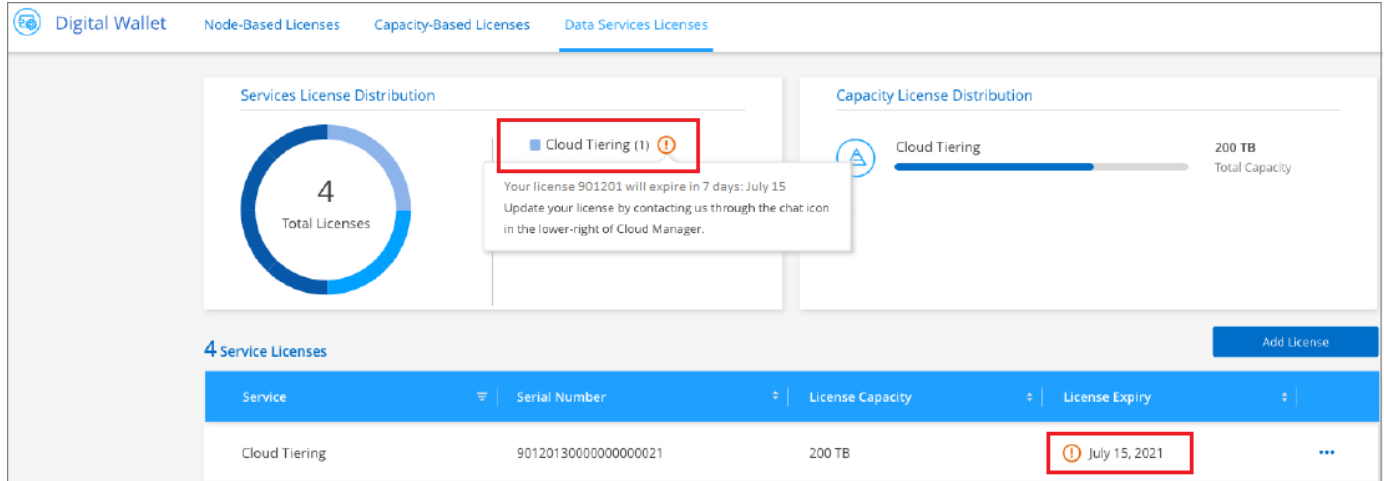 Digital Wallet
Node-Based Licenses
Capacity-Based Licenses
Data Services Licenses
Services License Distribution
4
Total Licenses
Cloud Tiering (1)
Your license 901201 will expire in 7 days: July 15
Update your license by contacting us through the chat icon
in the lower-right of Cloud Manager.
Capacity License Distribution
Cloud Tiering
200 TB
Total Capacity
4 Service Licenses
Add License
Service
Serial Number
License Capacity
License Expiry
Cloud Tiering
90120130000000000021
200 TB
July 15, 2021